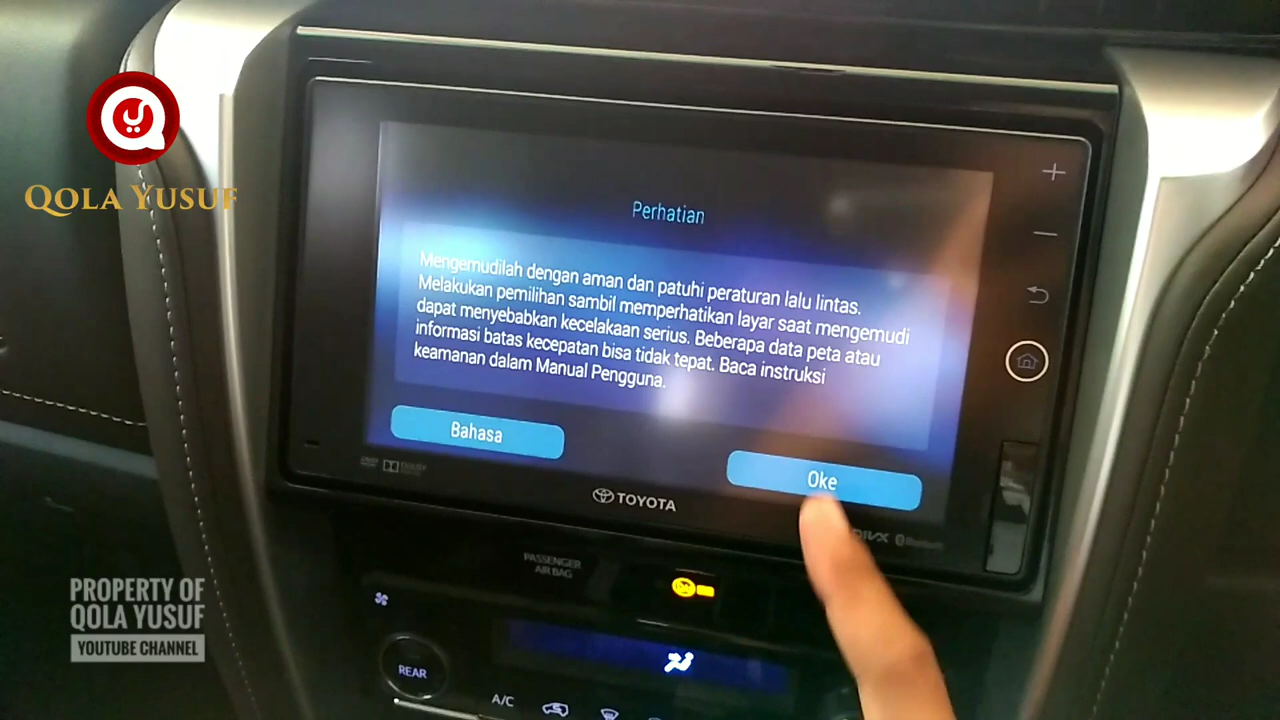 QOLA YUSUF
Perhatian
Mengemudilah dengan aman dan patuhi peraturan lalu lintas.
Melakukan pemilihan sambil memperhatikan layar saat mengemudi
dapat menyebabkan kecelakaan serius. Beberapa data peta atau
informasi batas kecepatan bisa tidak tepat. Baca instruksi
keamanan dalam Manual Pengguna.
Bahasa
Oke
TOYOTA
DIVX Bluetooth
PASSENGER
AIR BAG
REAR
A/C
PROPERTY OF
QOLA YUSUF
YOUTUBE CHANNEL